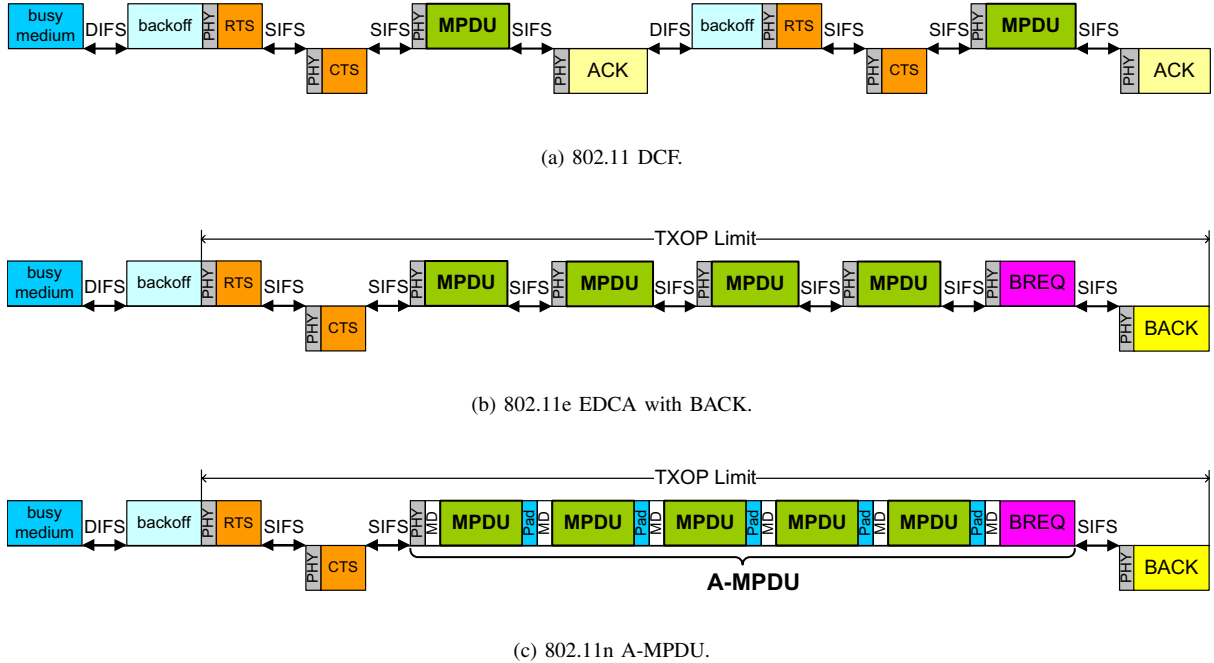 busy medium DIFS backoff PHY RTS SIFS PHY CTS SIFS PHY MPDU SIFS PHY ACK DIFS backoff PHY RTS SIFS PHY CTS SIFS PHY MPDU SIFS PHY ACK
(a) 802.11 DCF.
TXOP Limit
busy medium DIFS backoff PHY RTS SIFS PHY CTS SIFS PHY MPDU SIFS PHY MPDU SIFS PHY MPDU SIFS PHY MPDU SIFS PHY BREQ SIFS PHY BACK
(b) 802.11e EDCA with BACK.
TXOP Limit
busy medium DIFS backoff PHY RTS SIFS PHY CTS SIFS PHY MD MPDU Pad MD MPDU Pad MD MPDU Pad MD MPDU Pad MD MPDU Pad MD BREQ SIFS PHY BACK
A-MPDU
(c) 802.11n A-MPDU.